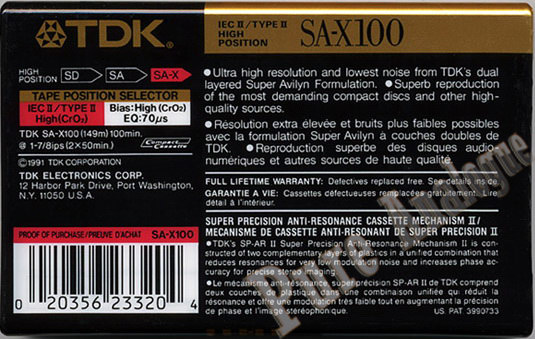 TDK.
IEC II/TYPE II
HIGH
POSITION
SA-X100
HIGH
POSITION
SD
SA
SA-X
TAPE POSITION SELECTOR
IEC II/TYPE II
High(CrO2)
Bias:High(CrO2)
EQ:70μs
TDK SA-X100(149m)100min.
@ 1-7/8ips(2×50min.)
Compact
Cassette
©1991 TDK CORPORATION
TDK ELECTRONICS CORP.
12 Harbor Park Drive, Port Washington,
N.Y. 11050 U.S.A.
PROOF OF PURCHASE/PREUVE D'ACHAT SA-X100
0 20356 23320 4
●Ultra high resolution and lowest noise from TDK's dual
layered Super Avilyn Formulation. ●Superb reproduction
of the most demanding compact discs and other high-
quality sources.
●Résolution extra élevée et bruits plus faibles possibles
avec la formulation Super Avilyn à couches doubles de
TDK. ●Reproduction superbe des disques audio-
numériques et autres sources de haute qualité.
FULL LIFETIME WARRANTY: Defectives replaced free. See details inside.
GARANTIE A VIE: Cassettes défectueuses remplacées gratuitement. Lire
détail à l'intérieur.
SUPER PRECISION ANTI-RESONANCE CASSETTE MECHANISM II/
MECANISME DE CASSETTE ANTI-RESONANT DE SUPER PRECISION II
●TDK's SP-AR II Super Precision Anti-Resonance Mechanism II is con-
structed of two complementary layers of plastics in a unified combination that
reduces resonances for very low modulation noise and increases phase ac-
curacy for precise stereo imaging.
●Le mécanisme anti-résonance super précision SP-AR II de TDK comprend
deux couches de plastiques dans une combinaison unifiée qui réduit la
résonance et offre une modulation très faible tout en augmentant la précision
de phase et l'image stéréophonique.
US PAT 3990733
Pure Analogue